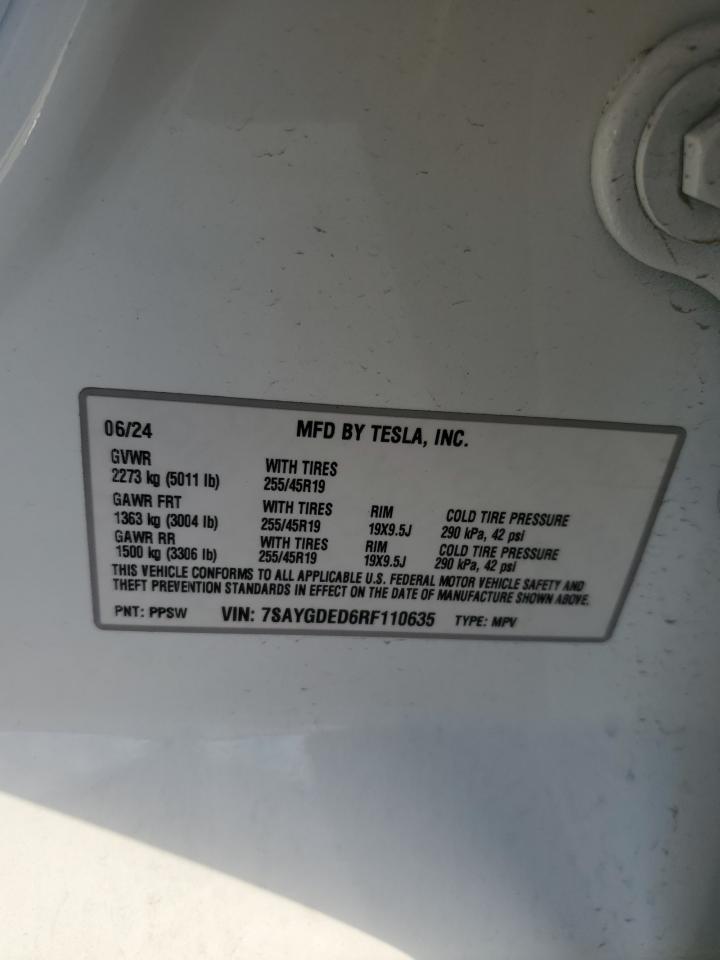 06/24 MFD BY TESLA, INC.
GVWR WITH TIRES
2273 kg (5011 lb) 255/45R19
GAWR FRT WITH TIRES RIM COLD TIRE PRESSURE
1363 kg (3004 lb) 255/45R19 19X9.5J 290 kPa, 42 psi
GAWR RR WITH TIRES RIM COLD TIRE PRESSURE
1500 kg (3306 lb) 255/45R19 19X9.5J 290 kPa, 42 psi
THIS VEHICLE CONFORMS TO ALL APPLICABLE U.S. FEDERAL MOTOR VEHICLE SAFETY AND
THEFT PREVENTION STANDARDS IN EFFECT ON THE DATE OF MANUFACTURE SHOWN ABOVE.
PNT: PPSW VIN: 7SAYGDED6RF110635 TYPE: MPV